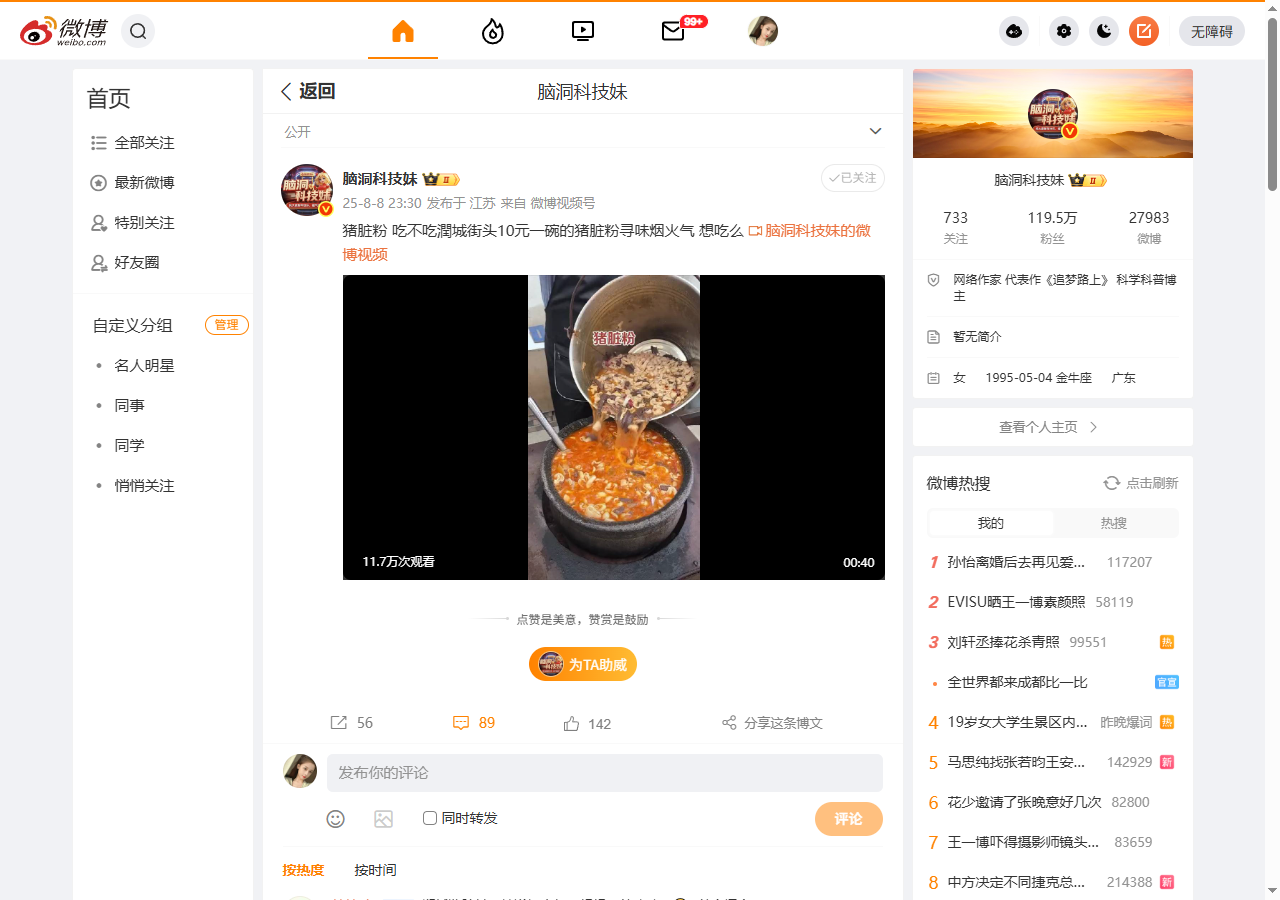 微博
weibo.com
99+
无障碍
首页
全部关注
最新微博
特别关注
好友圈
自定义分组
管理
名人明星
同事
同学
悄悄关注
返回
脑洞科技妹
公开
脑洞科技妹
II
已关注
25-8-8 23:30 发布于 江苏 来自 微博视频号
猪脏粉 吃不吃潤城街头10元一碗的猪脏粉寻味烟火气 想吃么 脑洞科技妹的微
博视频
猪脏粉
11.7万次观看
00:40
点赞是美意，赞赏是鼓励
为TA助威
56
89
142
分享这条博文
发布你的评论
同时转发
评论
按热度
按时间
脑洞
科技妹
脑洞科技妹
II
733
119.5万
27983
关注
粉丝
微博
网络作家 代表作《追梦路上》 科学科普博
主
暂无简介
女 1995-05-04 金牛座 广东
查看个人主页
微博热搜
点击刷新
我的
热搜
1 孙怡离婚后去再见爱... 117207
2 EVISU晒王一博素颜照 58119
3 刘轩丞捧花杀青照 99551 热
• 全世界都来成都比一比 官宣
4 19岁女大学生景区内... 昨晚爆词 热
5 马思纯找张若昀王安... 142929 新
6 花少邀请了张晚意好几次 82800
7 王一博吓得摄影师镜头... 83659
8 中方决定不同捷克总... 214388 新